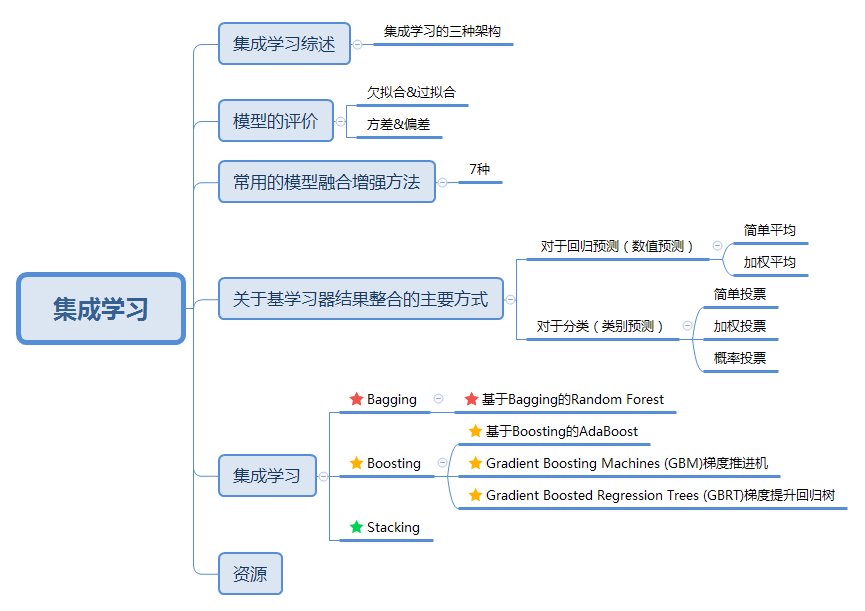 集成学习
集成学习综述
集成学习的三种架构
模型的评价
欠拟合&过拟合
方差&偏差
常用的模型融合增强方法
7种
关于基学习器结果整合的主要方式
对于回归预测（数值预测）
简单平均
加权平均
对于分类（类别预测）
简单投票
加权投票
概率投票
集成学习
Bagging
基于Bagging的Random Forest
Boosting
基于Boosting的AdaBoost
Gradient Boosting Machines (GBM)梯度推进机
Gradient Boosted Regression Trees (GBRT)梯度提升回归树
Stacking
资源